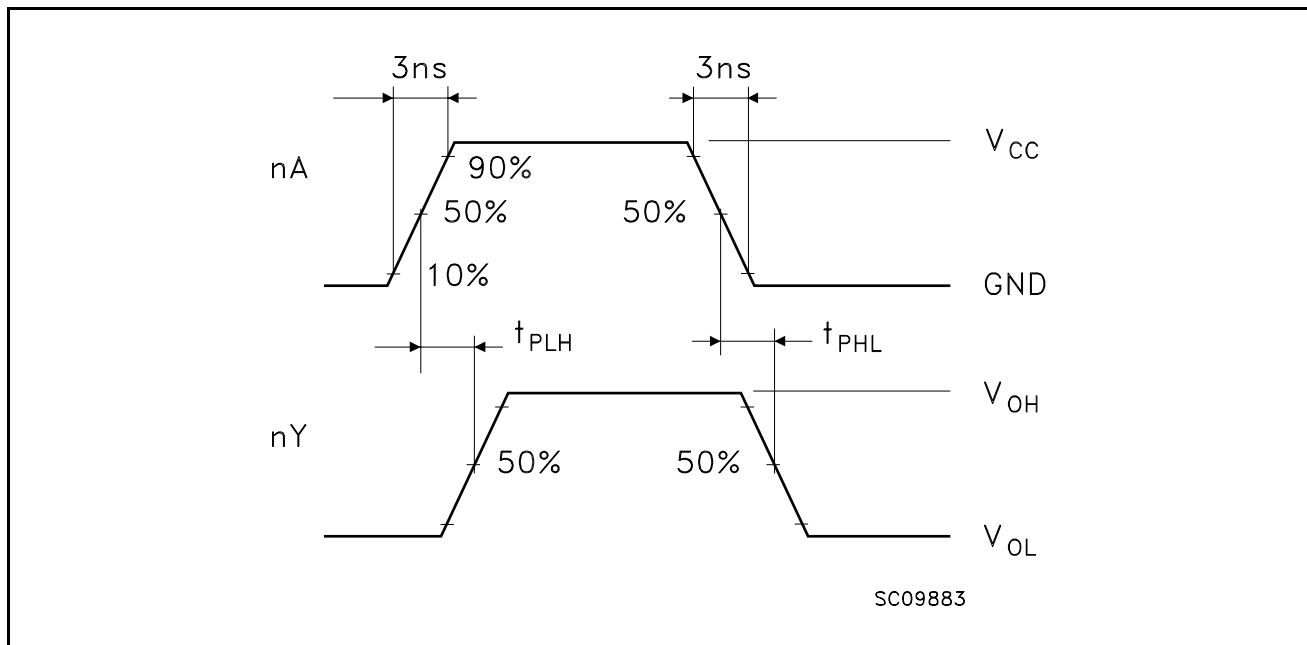 3ns 3ns
nA
90%
V_CC
50% 50%
10%
GND
t_PLH t_PHL
V_OH
nY
50% 50%
V_OL
SC09883